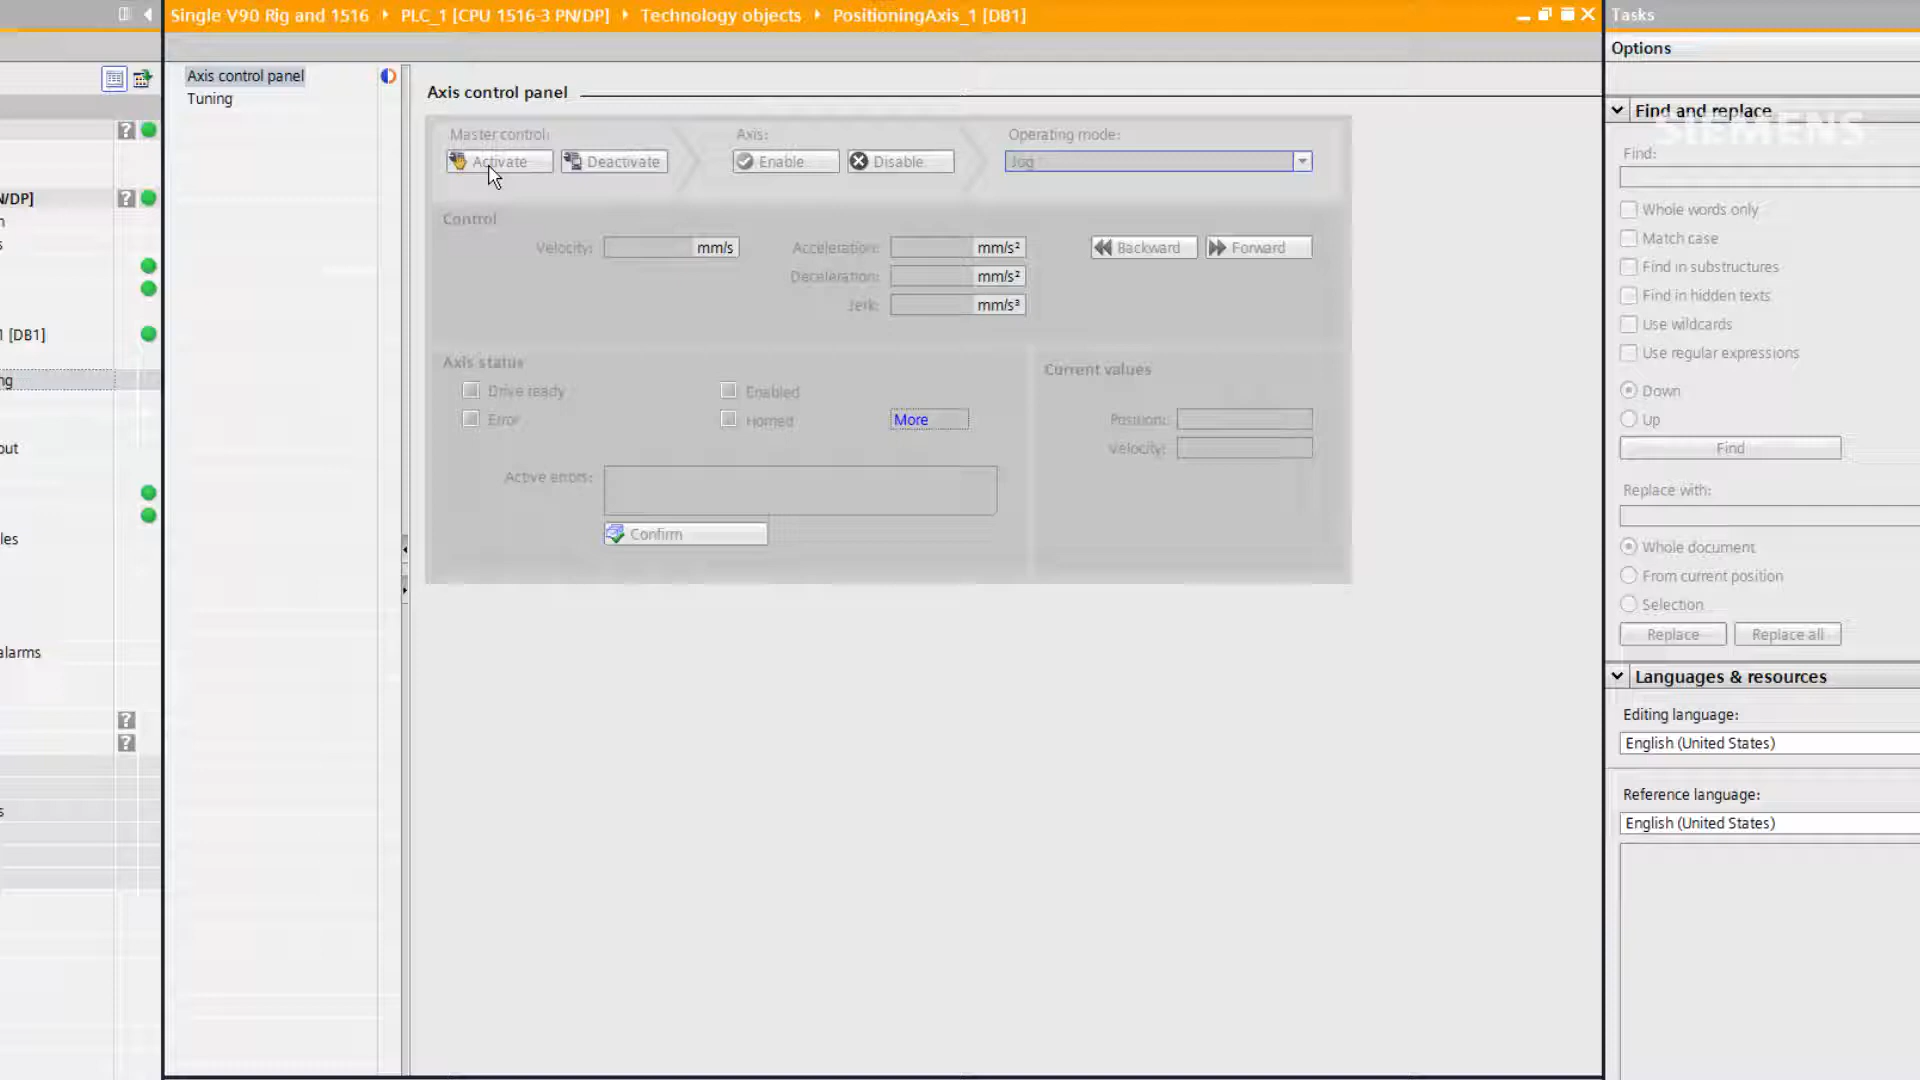 Single V90 Rig and 1516 ▸ PLC_1 [CPU 1516-3 PN/DP] ▸ Technology objects ▸ PositioningAxis_1 [DB1]
Tasks
Options
Axis control panel
Tuning
Axis control panel
Find and replace
SIEMENS
Master control:
Axis:
Operating mode:
Activate
Deactivate
Enable
Disable
Jog
Find:
Whole words only
Match case
Find in substructures
Find in hidden texts
Use wildcards
Use regular expressions
Down
Up
Find
Replace with:
Whole document
From current position
Selection
Replace
Replace all
Control
Velocity:
mm/s
Acceleration:
mm/s²
Backward
Forward
Deceleration:
mm/s²
Jerk:
mm/s³
Axis status
Drive ready
Enabled
Error
Homed
More
Active errors:
Confirm
Current values
Position:
Velocity:
Languages & resources
Editing language:
English (United States)
Reference language:
English (United States)
N/DP]
n
s
1 [DB1]
ng
out
les
alarms
s